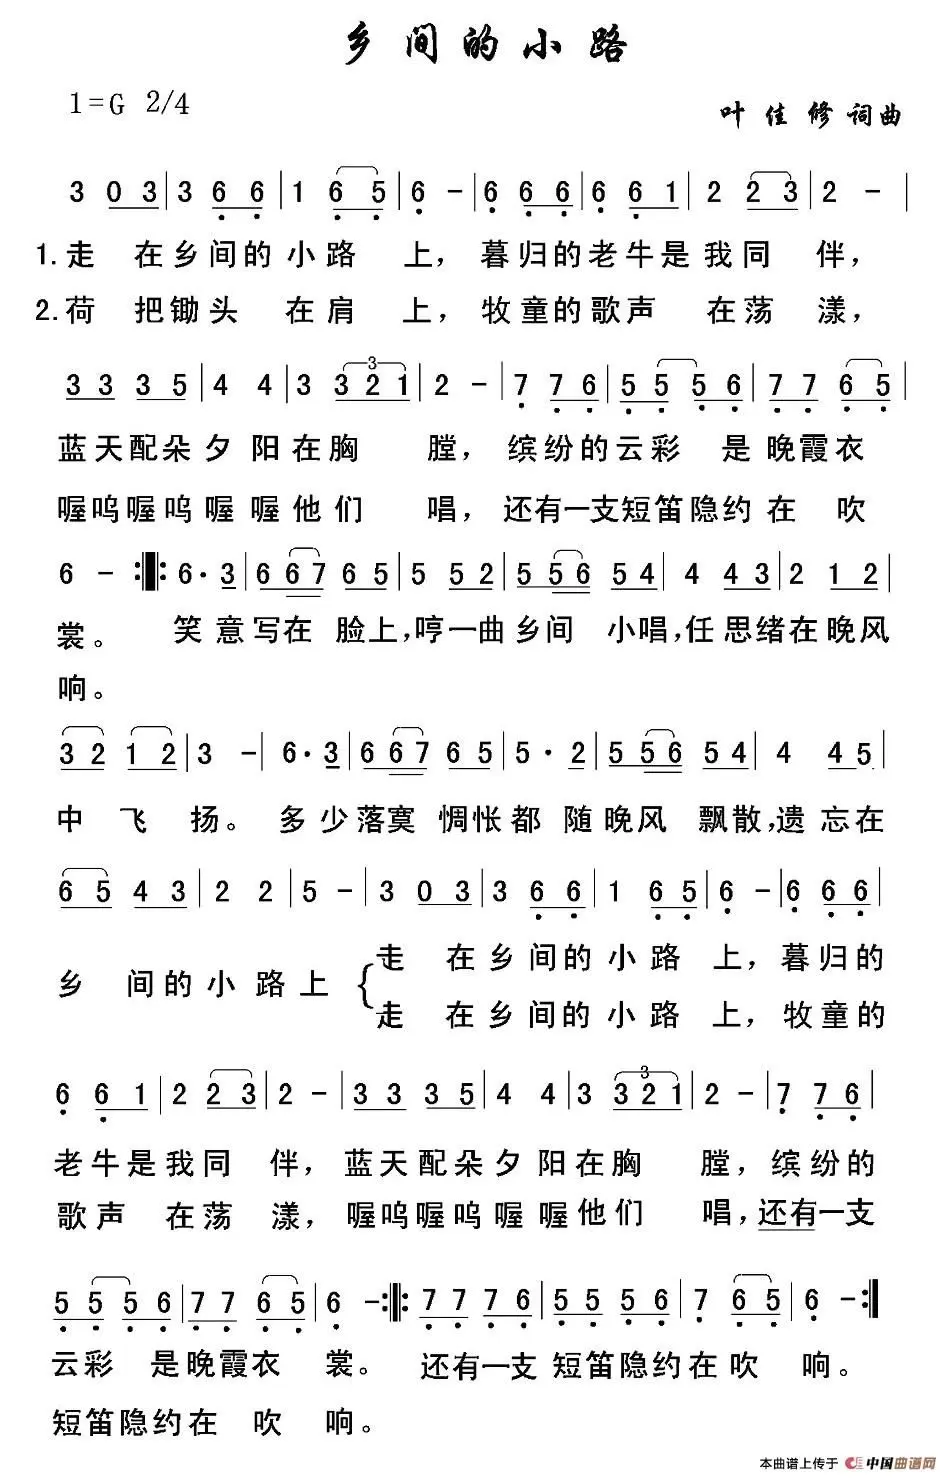 乡间的小路
1=G 2/4
叶佳修词曲
3 0 3 | 3 6 6 | 1 6 5 | 6 - | 6 6 6 | 6 6 1 | 2 2 3 | 2 - |
1.走 在乡间的小路 上，暮归的老牛是我同 伴，
2.荷 把锄头 在肩 上，牧童的歌声 在荡 漾，
3 3 3 5 | 4 4 | 3 3 2 1 | 2 - | 7 7 6 | 5 5 5 6 | 7 7 6 5 |
3
蓝天配朵夕 阳在胸 膛，缤纷的云彩 是晚霞衣
喔呜喔呜喔 喔他们 唱，还有一支短笛隐约在 吹
6 - :‖: 6· 3 | 6 6 7 6 5 | 5 5 2 | 5 5 6 5 4 | 4 4 3 | 2 1 2 |
裳。 笑意写在 脸上，哼一曲乡间 小唱，任思绪在晚风
响。
3 2 1 2 | 3 - | 6· 3 | 6 6 7 6 5 | 5· 2 | 5 5 6 5 4 | 4 4 5 |
中 飞 扬。 多少落寞 惆怅都 随晚风 飘散，遗忘在
6 5 4 3 | 2 2 | 5 - | 3 0 3 | 3 6 6 | 1 6 5 | 6 - | 6 6 6 |
走 在乡间的小路 上，暮归的
乡 间的小路上
走 在乡间的小路 上，牧童的
6 6 1 | 2 2 3 | 2 - | 3 3 3 5 | 4 4 | 3 3 2 1 | 2 - | 7 7 6 |
3
老牛是我同 伴，蓝天配朵夕 阳在胸 膛，缤纷的
歌声 在荡 漾，喔呜喔呜喔 喔他们 唱，还有一支
5 5 5 6 | 7 7 6 5 | 6 - :‖: 7 7 7 6 | 5 5 5 6 | 7 6 5 | 6 - :‖
云彩 是晚霞衣 裳。 还有一支 短笛隐约在吹 响。
短笛隐约在 吹 响。
本曲谱上传于 中国曲谱网